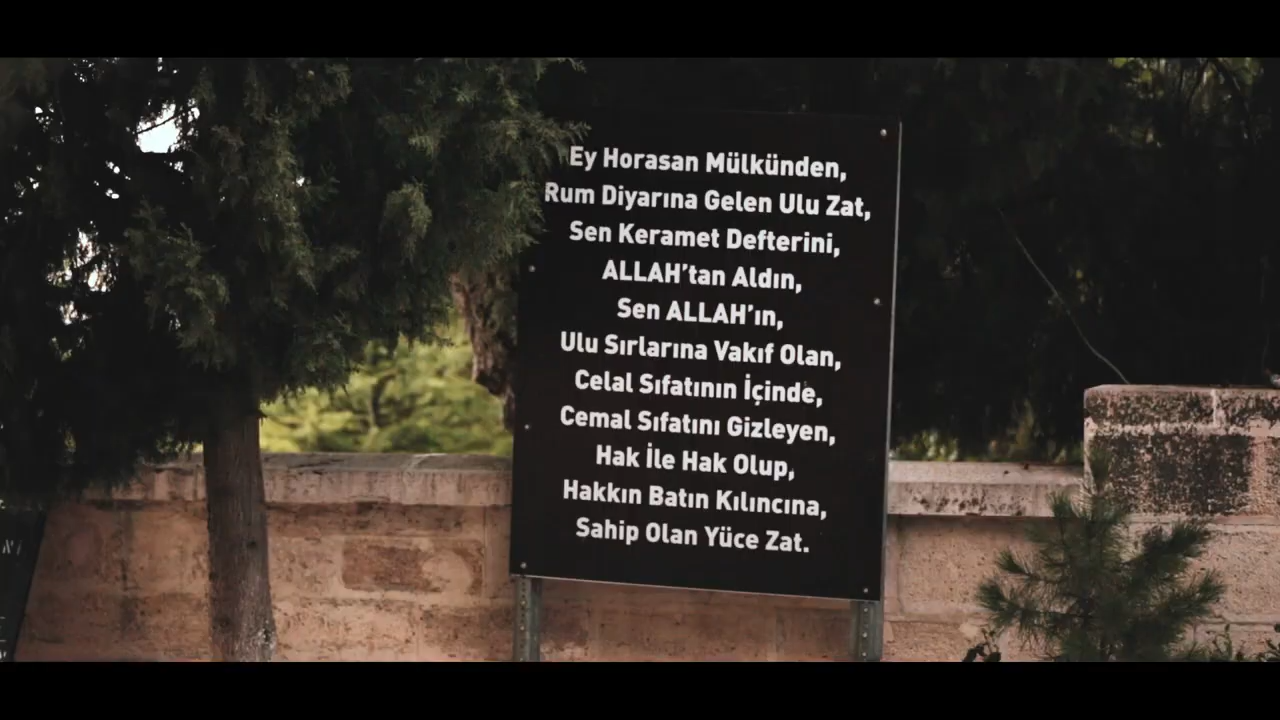 Ey Horasan Mülkünden,
Rum Diyarına Gelen Ulu Zat,
Sen Keramet Defterini,
ALLAH'tan Aldın,
Sen ALLAH'ın,
Ulu Sırlarına Vakıf Olan,
Celal Sıfatının İçinde,
Cemal Sıfatını Gizleyen,
Hak İle Hak Olup,
Hakkın Batın Kılıncına,
Sahip Olan Yüce Zat.